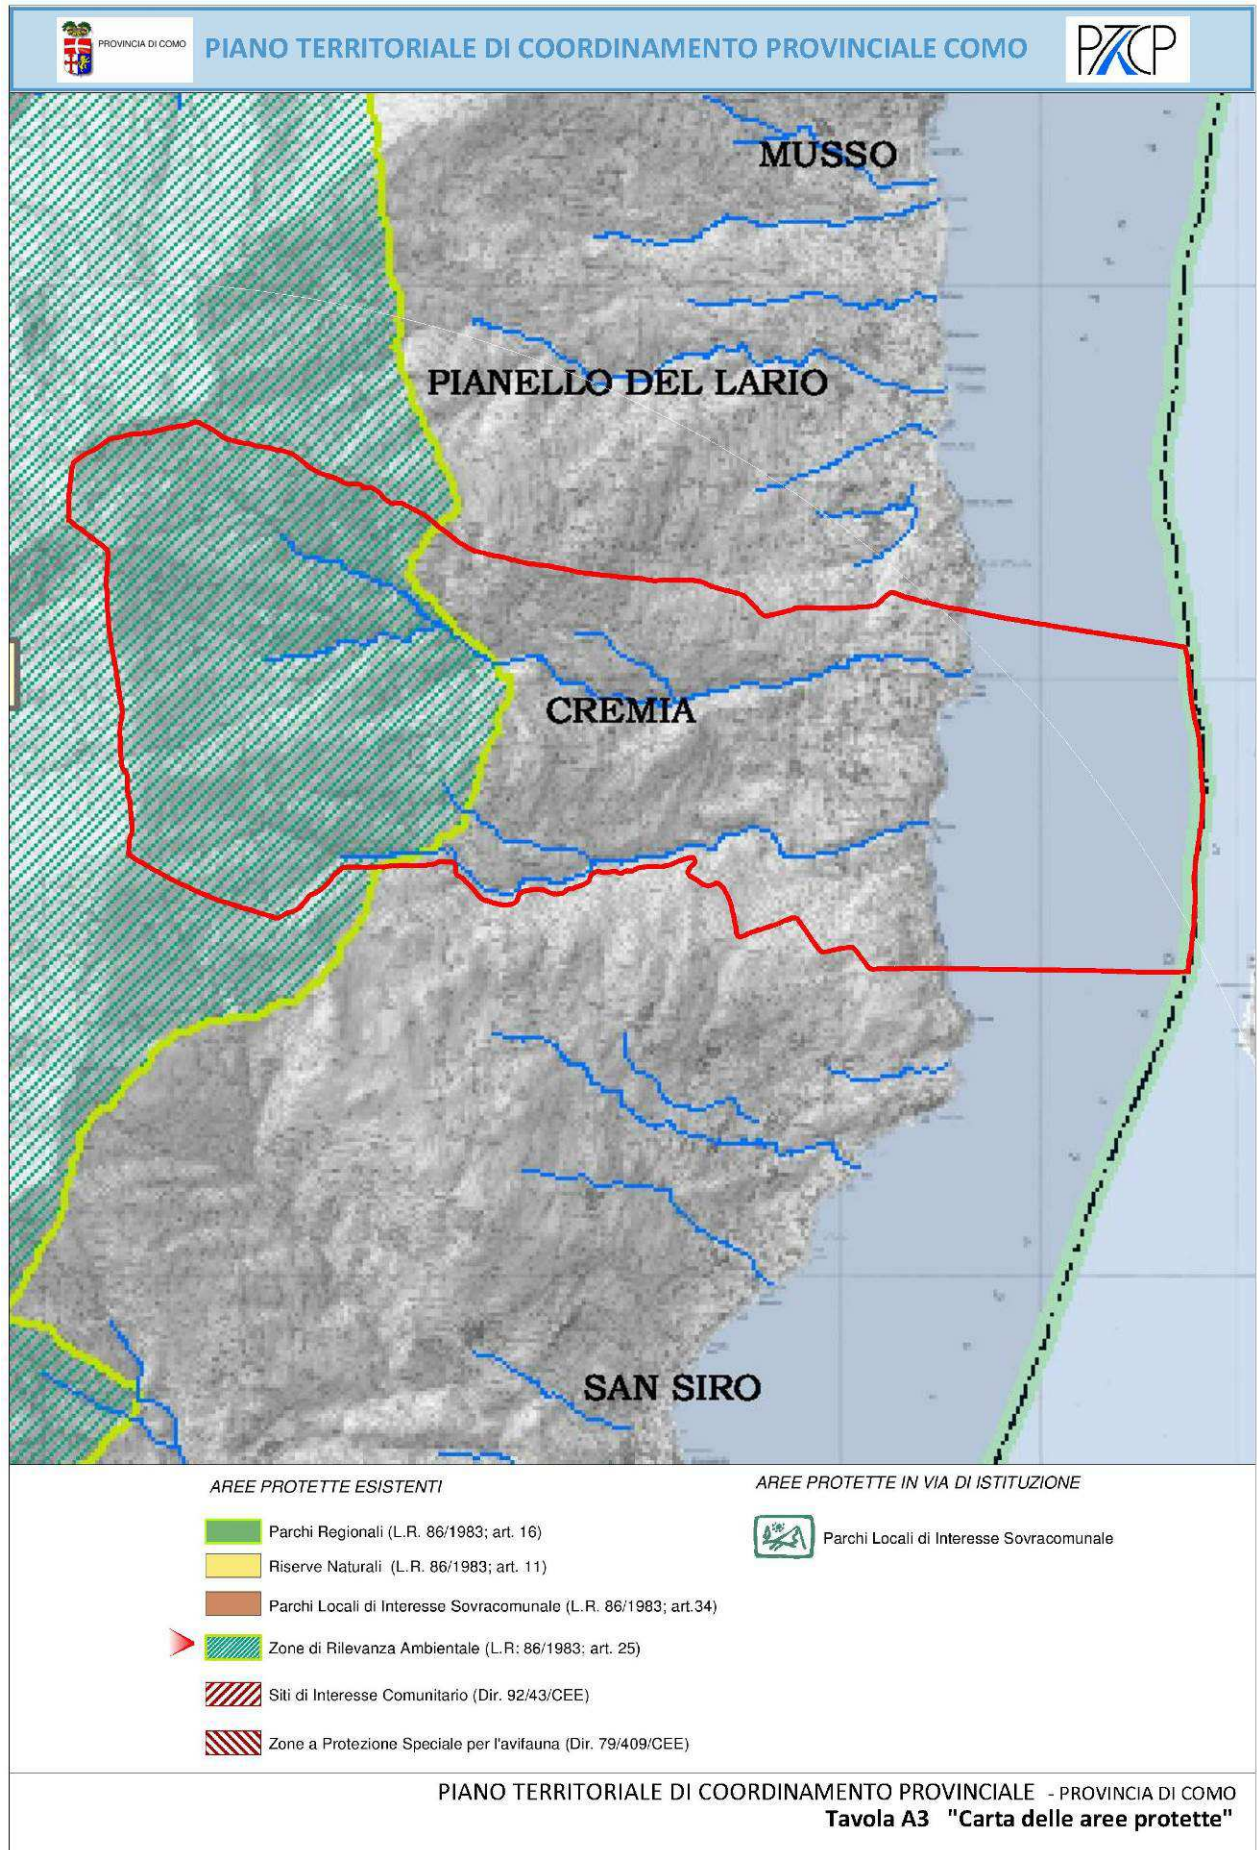 PROVINCIA DI COMO
PIANO TERRITORIALE DI COORDINAMENTO PROVINCIALE COMO
PTCP
MUSSO
PIANELLO DEL LARIO
CREMIA
SAN SIRO
AREE PROTETTE ESISTENTI
Parchi Regionali (L.R. 86/1983; art. 16)
Riserve Naturali (L.R. 86/1983; art. 11)
Parchi Locali di Interesse Sovracomunale (L.R. 86/1983; art.34)
Zone di Rilevanza Ambientale (L.R: 86/1983; art. 25)
Siti di Interesse Comunitario (Dir. 92/43/CEE)
Zone a Protezione Speciale per l'avifauna (Dir. 79/409/CEE)
AREE PROTETTE IN VIA DI ISTITUZIONE
Parchi Locali di Interesse Sovracomunale
PIANO TERRITORIALE DI COORDINAMENTO PROVINCIALE - PROVINCIA DI COMO
Tavola A3 "Carta delle aree protette"